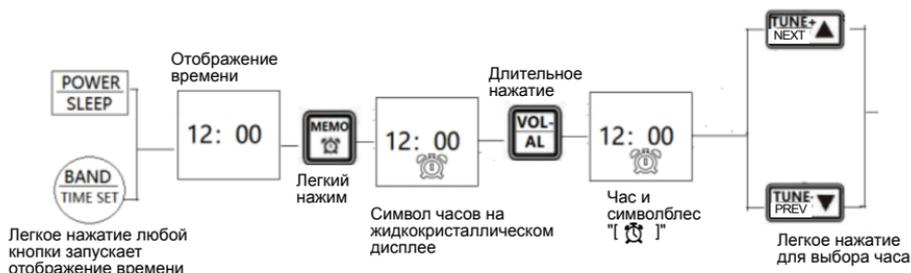 POWER
SLEEP
BAND
TIME SET
Легкое нажатие любой
кнопки запускает
отображение времени
Отображение
времени
12: 00
MEMO
Легкий
нажим
12: 00
Символ часов на
жидкокристаллическом
дисплее
Длительное
нажатие
VOL-
AL
12: 00
Час и
символблес
"[ ⏰ ]"
TUNE+
NEXT ▲
TUNE-
PREV ▼
Легкое нажатие
для выбора часа